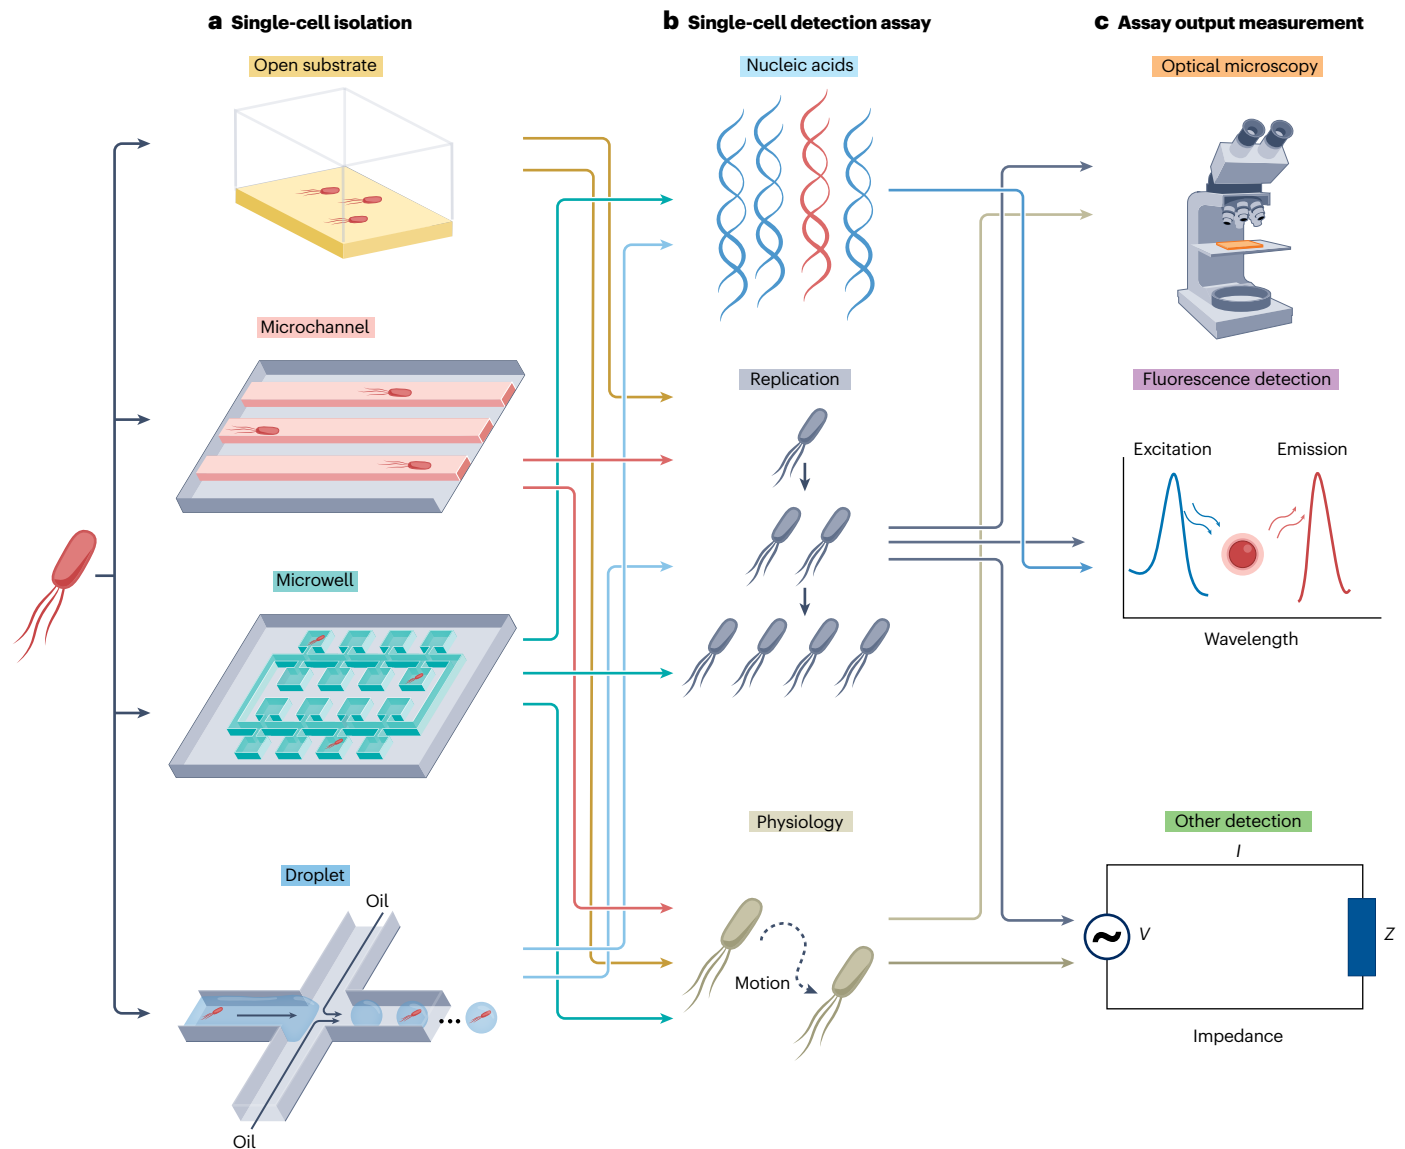 a Single-cell isolation
Open substrate
Microchannel
Microwell
Droplet
Oil
Oil
b Single-cell detection assay
Nucleic acids
Replication
Physiology
Motion
c Assay output measurement
Optical microscopy
Fluorescence detection
Excitation
Emission
Wavelength
Other detection
I
V
Z
Impedance